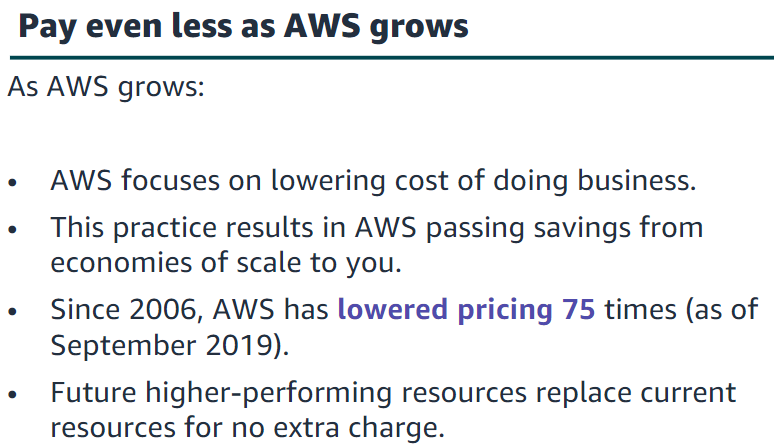 Pay even less as AWS grows
As AWS grows:
• AWS focuses on lowering cost of doing business.
• This practice results in AWS passing savings from
economies of scale to you.
• Since 2006, AWS has lowered pricing 75 times (as of
September 2019).
• Future higher-performing resources replace current
resources for no extra charge.